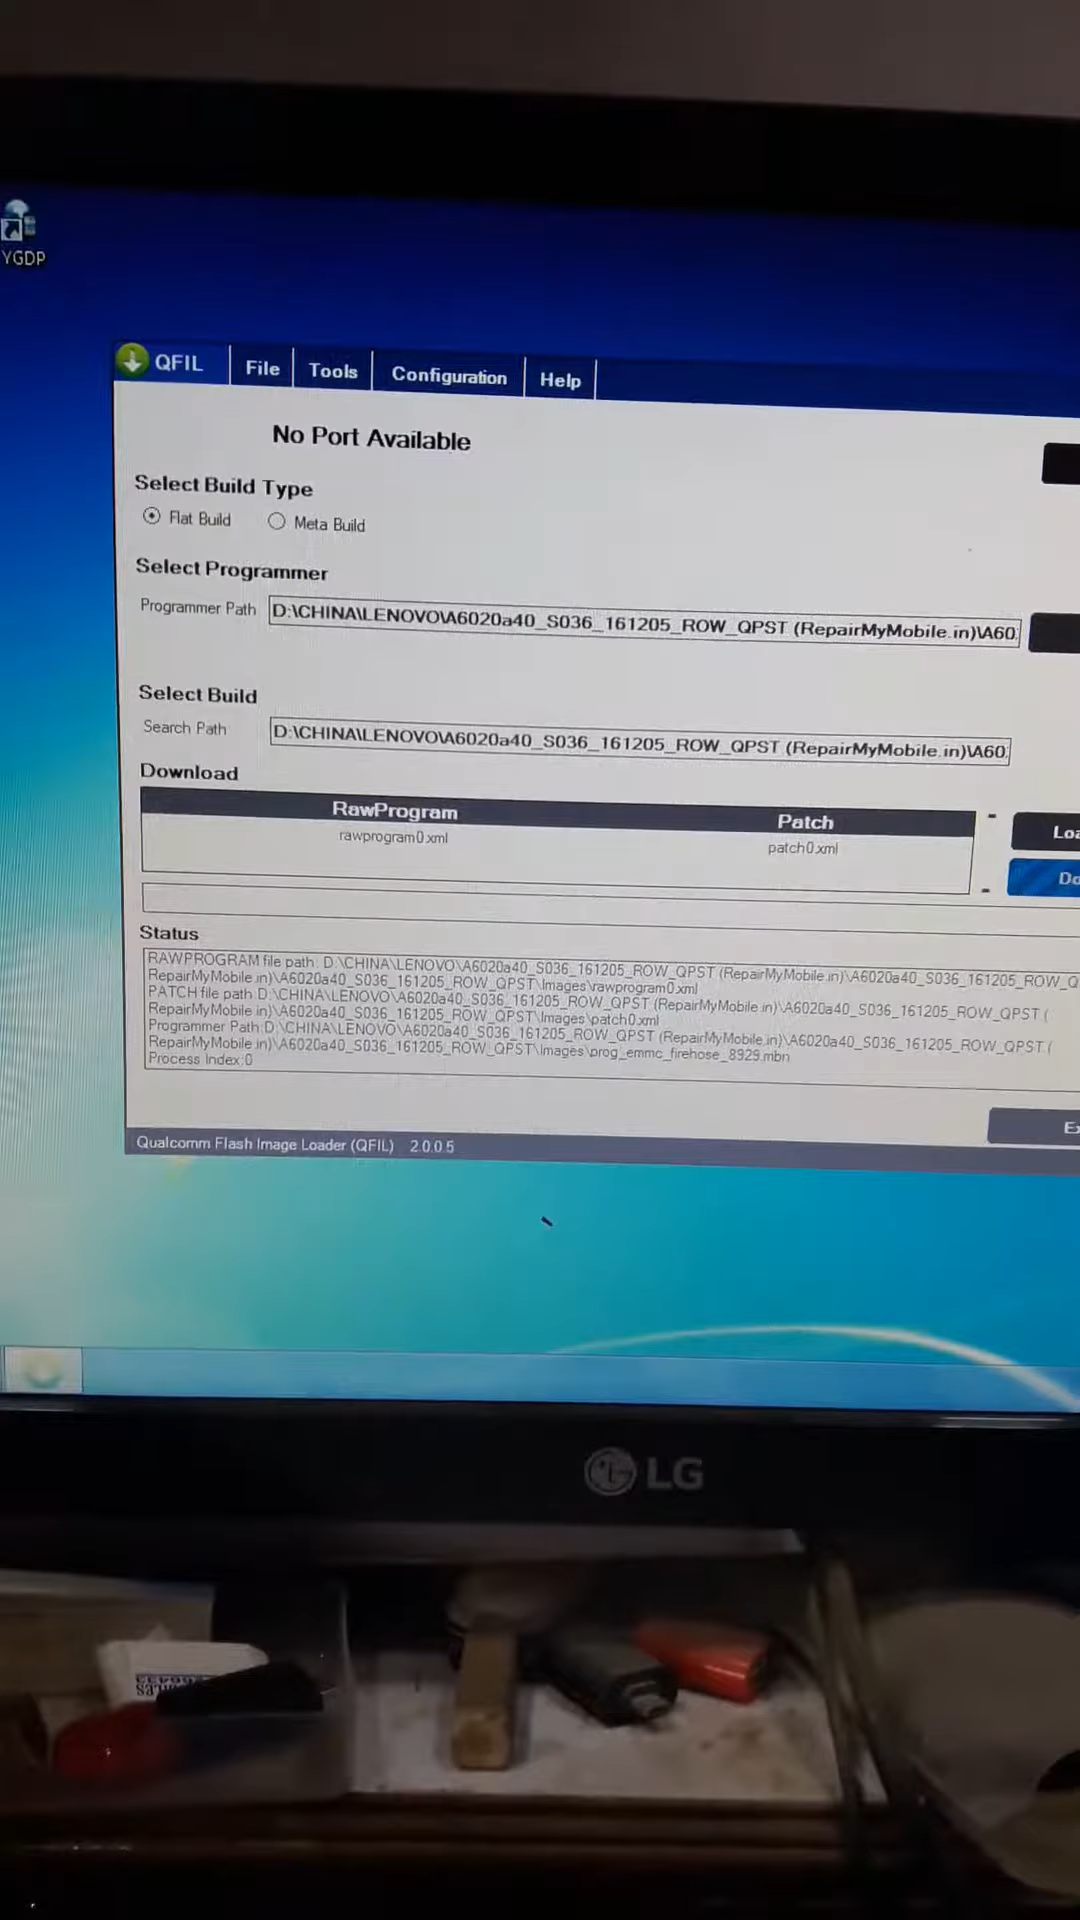 YGDP
QFIL File Tools Configuration Help
No Port Available
Select Build Type
Flat Build Meta Build
Select Programmer
Programmer Path D:\CHINA\LENOVO\A6020a40_S036_161205_ROW_QPST (RepairMyMobile.in)\A60
Select Build
Search Path D:\CHINA\LENOVO\A6020a40_S036_161205_ROW_QPST (RepairMyMobile.in)\A60
Download
RawProgram Patch
rawprogram0.xml patch0.xml
Loa
Do
Status
RAWPROGRAM file path: D:\CHINA\LENOVO\A6020a40_S036_161205_ROW_QPST (RepairMyMobile.in)\A6020a40_S036_161205_ROW_Q
RepairMyMobile.in)\A6020a40_S036_161205_ROW_QPST\Images\rawprogram0.xml
PATCH file path D:\CHINA\LENOVO\A6020a40_S036_161205_ROW_QPST (RepairMyMobile.in)\A6020a40_S036_161205_ROW_QPST (
RepairMyMobile.in)\A6020a40_S036_161205_ROW_QPST\Images\patch0.xml
Programmer Path:D:\CHINA\LENOVO\A6020a40_S036_161205_ROW_QPST (RepairMyMobile.in)\A6020a40_S036_161205_ROW_QPST (
RepairMyMobile.in)\A6020a40_S036_161205_ROW_QPST\Images\prog_emmc_firehose_8929.mbn
Process Index:0
Ex
Qualcomm Flash Image Loader (QFIL) 2.0.0.5
LG